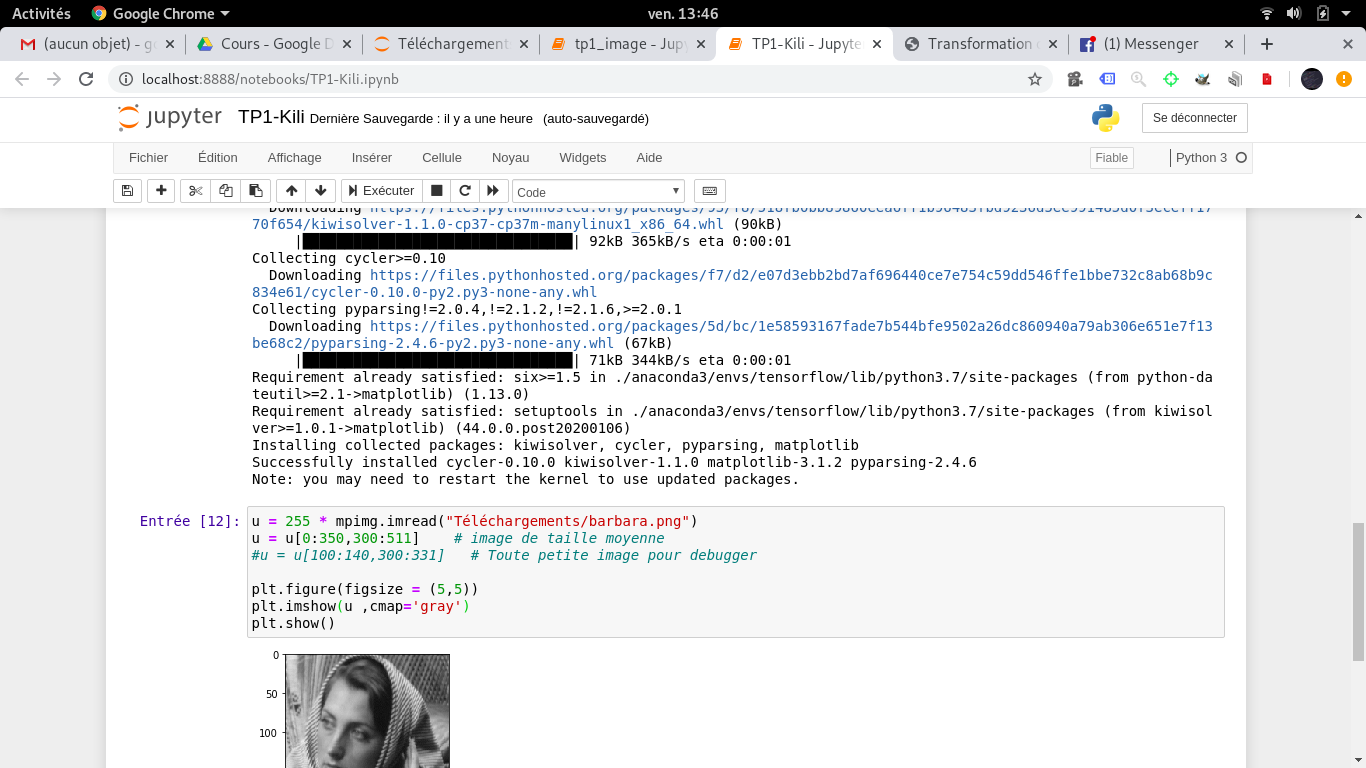 Activités Google Chrome ven. 13:46
(aucun objet) - g Cours - Google D Téléchargement tp1_image - Jupy TP1-Kili - Jupyte Transformation d (1) Messenger
localhost:8888/notebooks/TP1-Kili.ipynb
jupyter TP1-Kili Dernière Sauvegarde : il y a une heure (auto-sauvegardé) Se déconnecter
Fichier Édition Affichage Insérer Cellule Noyau Widgets Aide Fiable Python 3
Exécuter Code
Downloading
70f654/kiwisolver-1.1.0-cp37-cp37m-manylinux1_x86_64.whl (90kB)
|████████████████████████████████| 92kB 365kB/s eta 0:00:01
Collecting cycler>=0.10
Downloading https://files.pythonhosted.org/packages/f7/d2/e07d3ebb2bd7af696440ce7e754c59dd546ffe1bbe732c8ab68b9c
834e61/cycler-0.10.0-py2.py3-none-any.whl
Collecting pyparsing!=2.0.4,!=2.1.2,!=2.1.6,>=2.0.1
Downloading https://files.pythonhosted.org/packages/5d/bc/1e58593167fade7b544bfe9502a26dc860940a79ab306e651e7f13
be68c2/pyparsing-2.4.6-py2.py3-none-any.whl (67kB)
|████████████████████████████████| 71kB 344kB/s eta 0:00:01
Requirement already satisfied: six>=1.5 in ./anaconda3/envs/tensorflow/lib/python3.7/site-packages (from python-da
teutil>=2.1->matplotlib) (1.13.0)
Requirement already satisfied: setuptools in ./anaconda3/envs/tensorflow/lib/python3.7/site-packages (from kiwisol
ver>=1.0.1->matplotlib) (44.0.0.post20200106)
Installing collected packages: kiwisolver, cycler, pyparsing, matplotlib
Successfully installed cycler-0.10.0 kiwisolver-1.1.0 matplotlib-3.1.2 pyparsing-2.4.6
Note: you may need to restart the kernel to use updated packages.
Entrée [12]: u = 255 * mpimg.imread("Téléchargements/barbara.png")
u = u[0:350,300:511] # image de taille moyenne
#u = u[100:140,300:331] # Toute petite image pour debugger
plt.figure(figsize = (5,5))
plt.imshow(u ,cmap='gray')
plt.show()
0
50
100